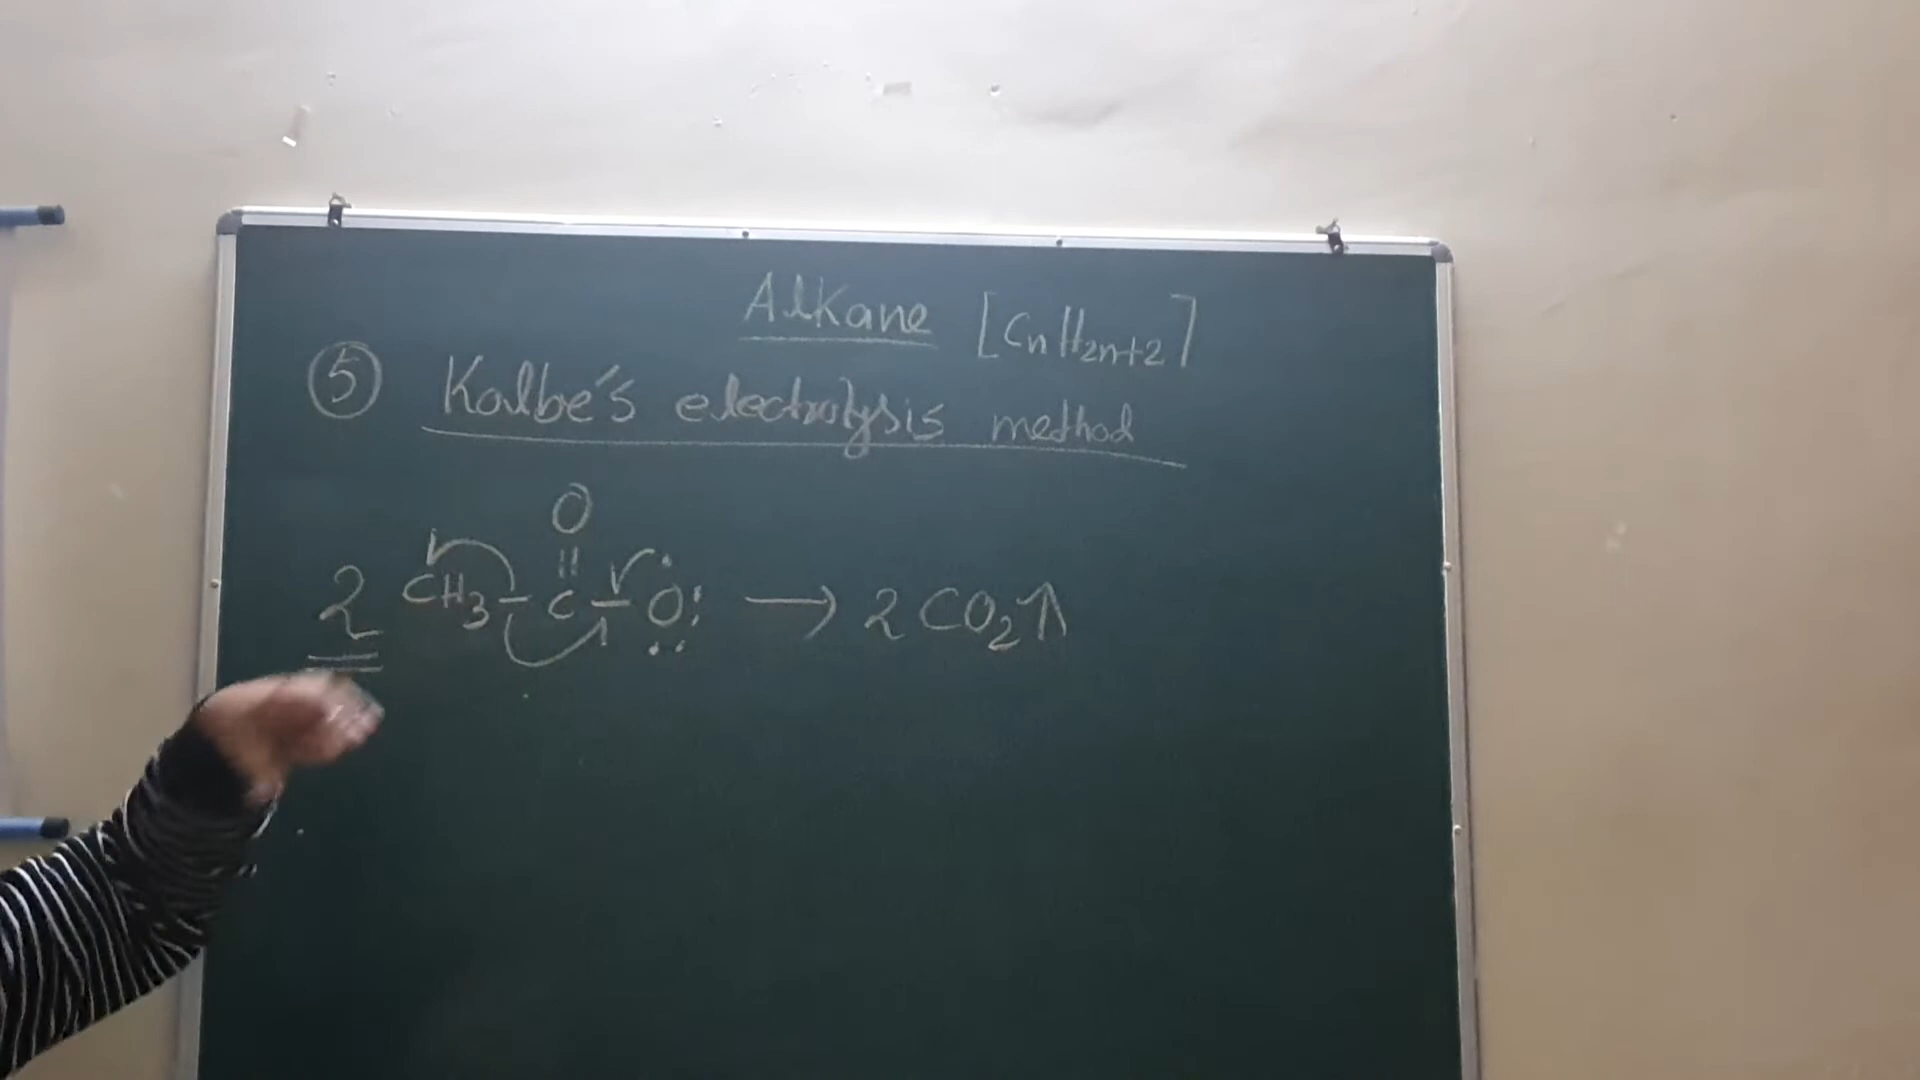 Alkane [CnH2n+2]
⑤ Kolbe's electrolysis method
O
||
2 CH3 – C – O: → 2CO2↑